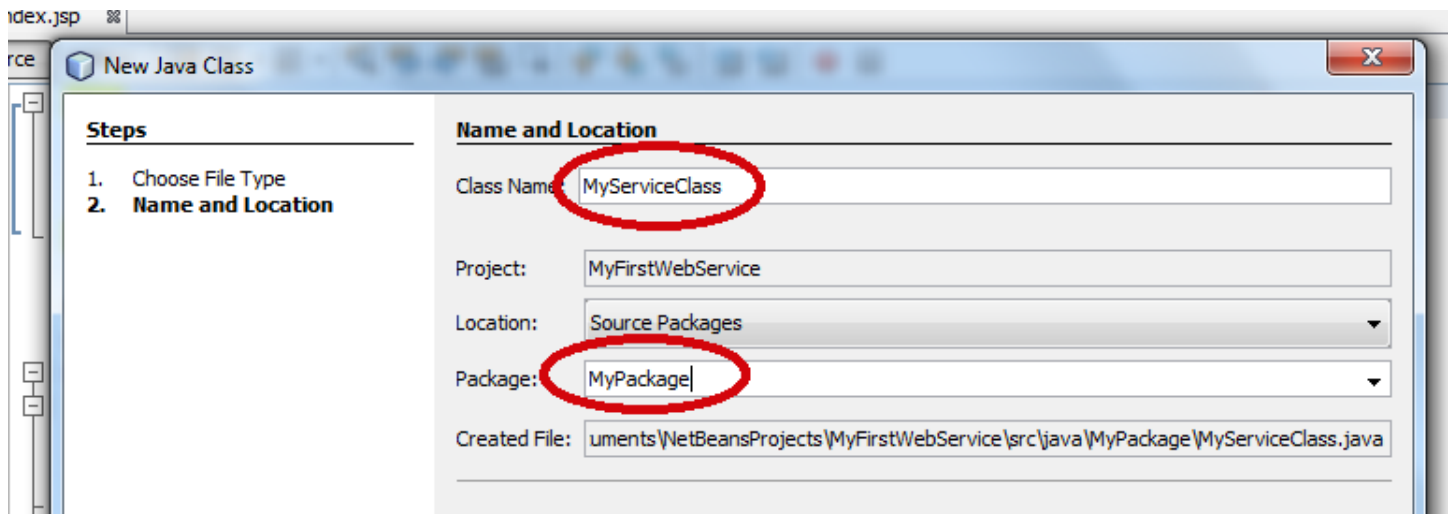 index.jsp
rce
New Java Class
Steps
1. Choose File Type
2. Name and Location
Name and Location
Class Name: MyServiceClass
Project: MyFirstWebService
Location: Source Packages
Package: MyPackage
Created File: uments\NetBeansProjects\MyFirstWebService\src\java\MyPackage\MyServiceClass.java